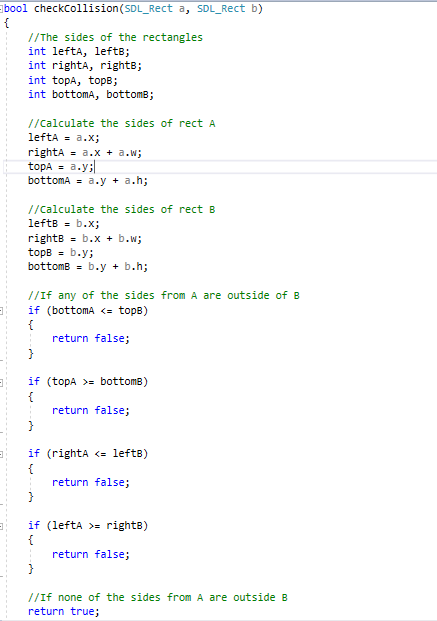 bool checkCollision(SDL_Rect a, SDL_Rect b)
{
//The sides of the rectangles
int leftA, leftB;
int rightA, rightB;
int topA, topB;
int bottomA, bottomB;
//Calculate the sides of rect A
leftA = a.x;
rightA = a.x + a.w;
topA = a.y;
bottomA = a.y + a.h;
//Calculate the sides of rect B
leftB = b.x;
rightB = b.x + b.w;
topB = b.y;
bottomB = b.y + b.h;
//If any of the sides from A are outside of B
if (bottomA <= topB)
{
return false;
}
if (topA >= bottomB)
{
return false;
}
if (rightA <= leftB)
{
return false;
}
if (leftA >= rightB)
{
return false;
}
//If none of the sides from A are outside B
return true;